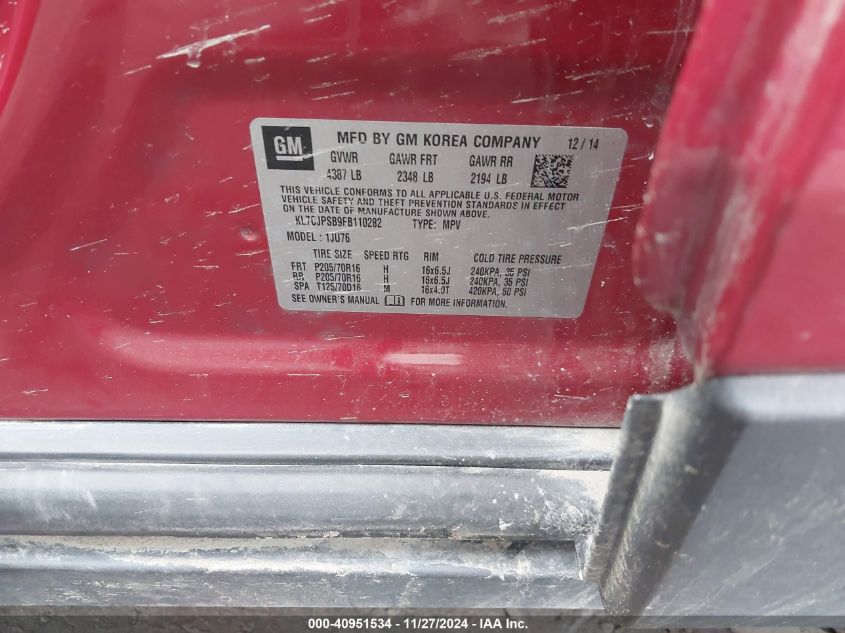 GM
MFD BY GM KOREA COMPANY 12/14
GVWR GAWR FRT GAWR RR
4387 LB 2348 LB 2194 LB
THIS VEHICLE CONFORMS TO ALL APPLICABLE U.S. FEDERAL MOTOR
VEHICLE SAFETY AND THEFT PREVENTION STANDARDS IN EFFECT
ON THE DATE OF MANUFACTURE SHOWN ABOVE.
KL7CJPSB9FB110282 TYPE: MPV
MODEL: 1JU76
TIRE SIZE SPEED RTG RIM COLD TIRE PRESSURE
FRT P205/70R16 H 16x6.5J 240KPA, 35 PSI
RR P205/70R16 H 16x6.5J 240KPA, 35 PSI
SPA T125/70D16 M 16x4.0T 420KPA, 60 PSI
SEE OWNER'S MANUAL FOR MORE INFORMATION.
000-40951534 - 11/27/2024 - IAA Inc.